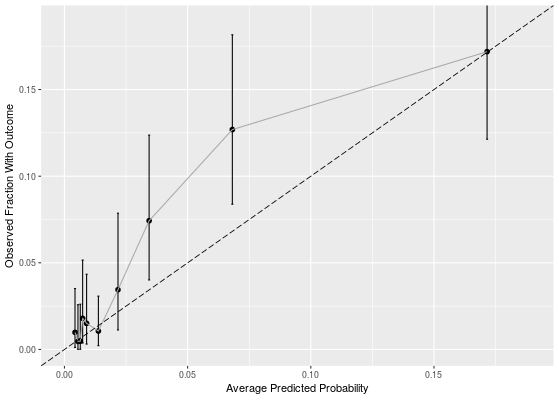 Observed Fraction With Outcome
0.15
0.10
0.05
0.00
0.00 0.05 0.10 0.15
Average Predicted Probability